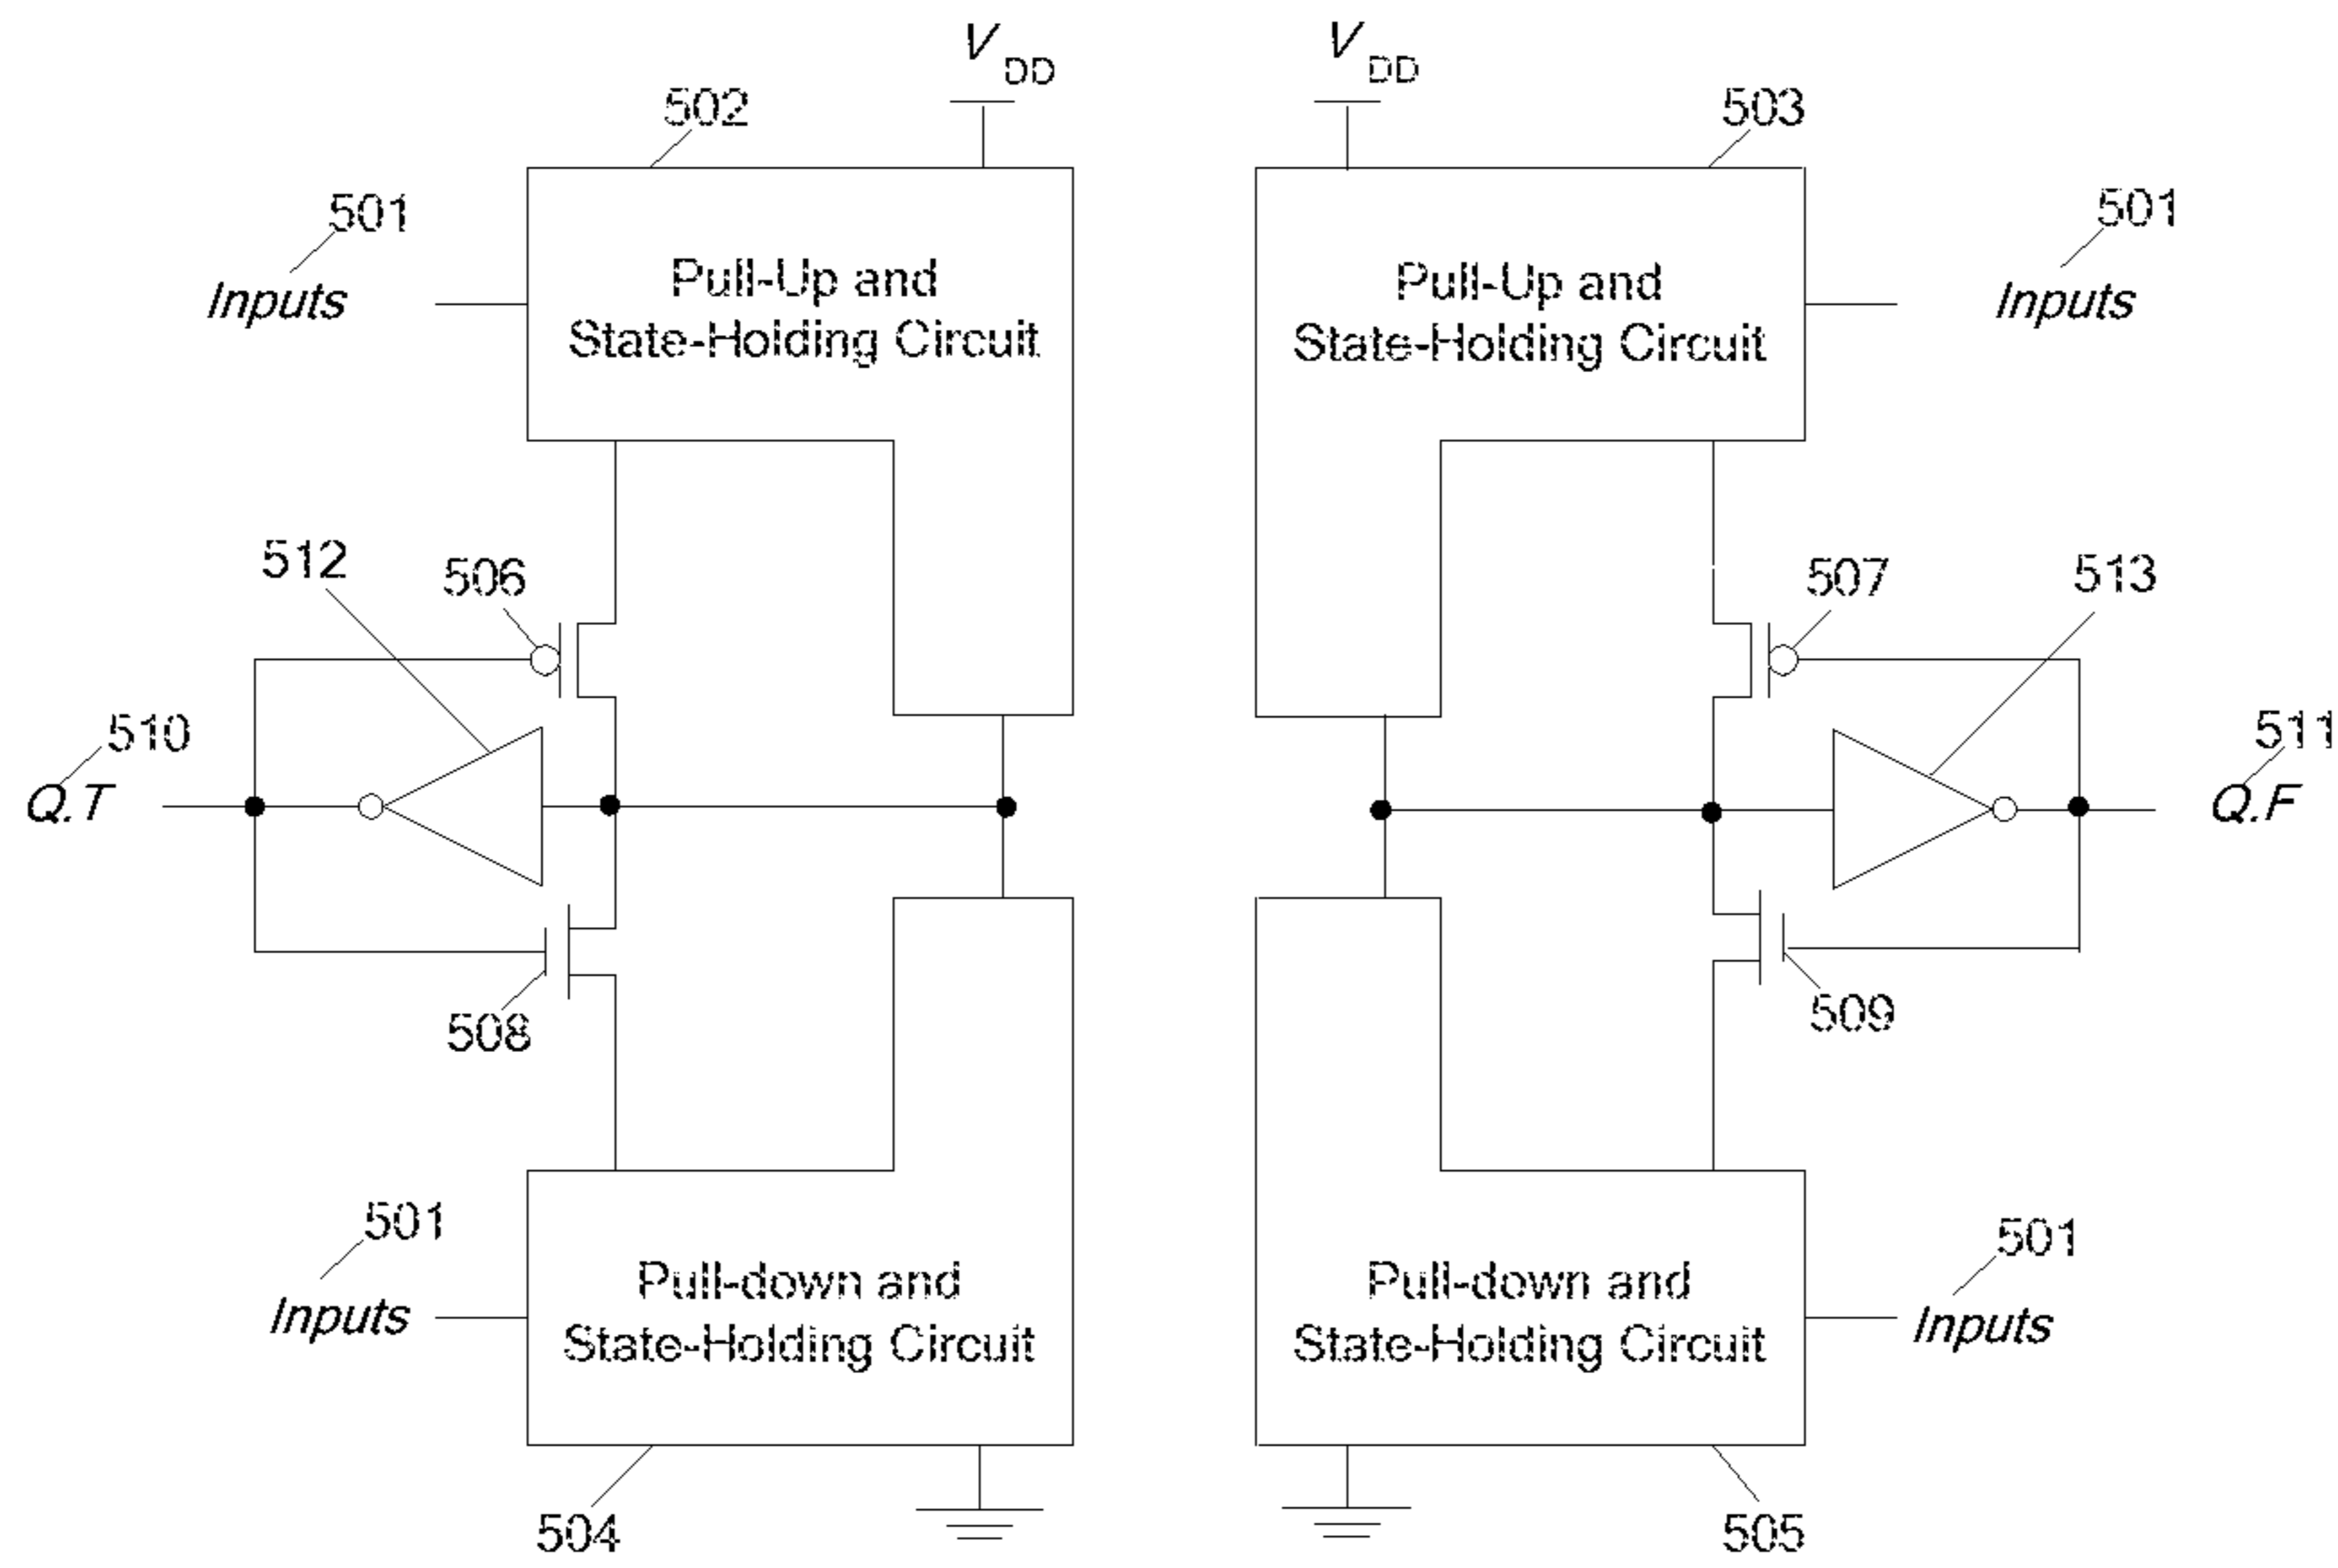 V DD
V DD
502
503
501
501
Inputs
Inputs
Pull-Up and
State-Holding Circuit
Pull-Up and
State-Holding Circuit
512
506
507
513
510
511
Q.T
Q.F
508
509
501
501
Inputs
Inputs
Pull-down and
State-Holding Circuit
Pull-down and
State-Holding Circuit
504
505